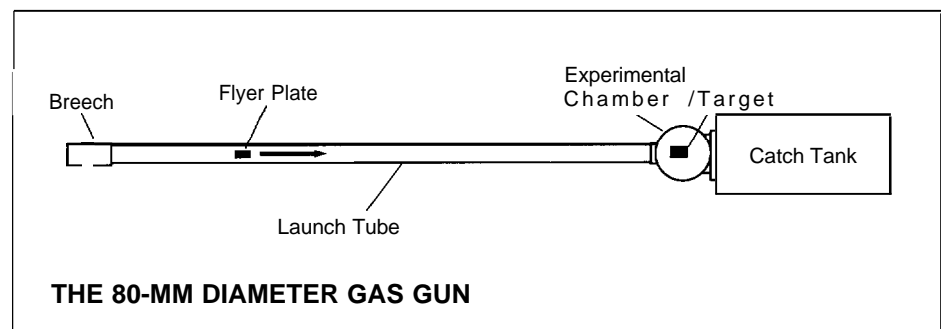 Breech
Flyer Plate
Experimental
Chamber /Target
Catch Tank
Launch Tube
THE 80-MM DIAMETER GAS GUN